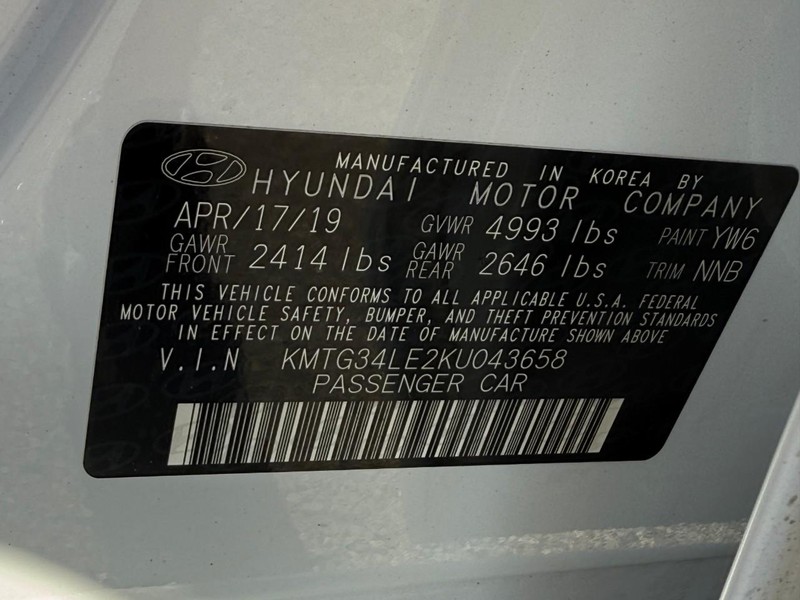 MANUFACTURED IN KOREA BY
HYUNDAI MOTOR COMPANY
APR/17/19 GVWR 4993 lbs PAINT YW6
GAWR FRONT 2414 lbs GAWR REAR 2646 lbs TRIM NNB
THIS VEHICLE CONFORMS TO ALL APPLICABLE U.S.A. FEDERAL
MOTOR VEHICLE SAFETY, BUMPER, AND THEFT PREVENTION STANDARDS
IN EFFECT ON THE DATE OF MANUFACTURE SHOWN ABOVE
V.I.N KMTG34LE2KU043658
PASSENGER CAR